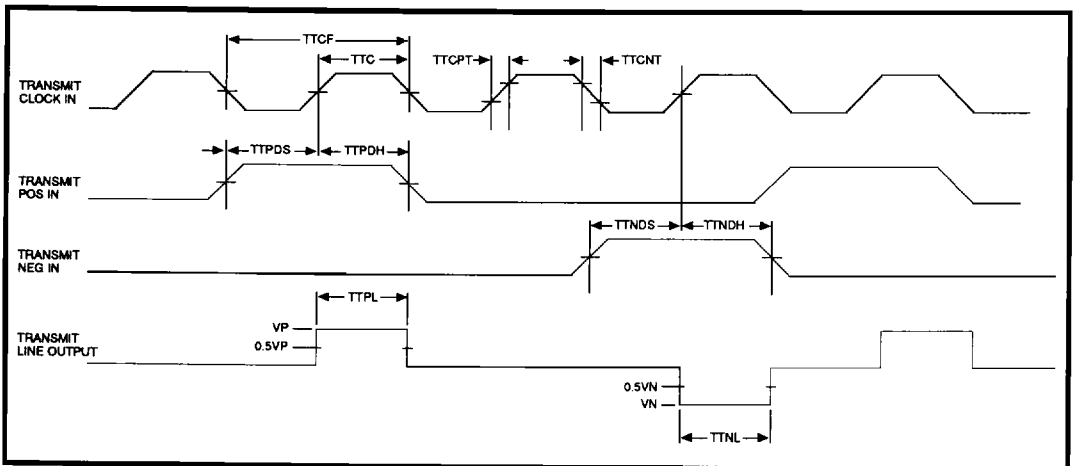 TTCF
TTC
TTCPT
TTCNT
TRANSMIT
CLOCK IN
TTPDS
TTPDH
TRANSMIT
POS IN
TTNDS
TTNDH
TRANSMIT
NEG IN
TTPL
VP
TRANSMIT
LINE OUTPUT
0.5VP
0.5VN
VN
TTNL